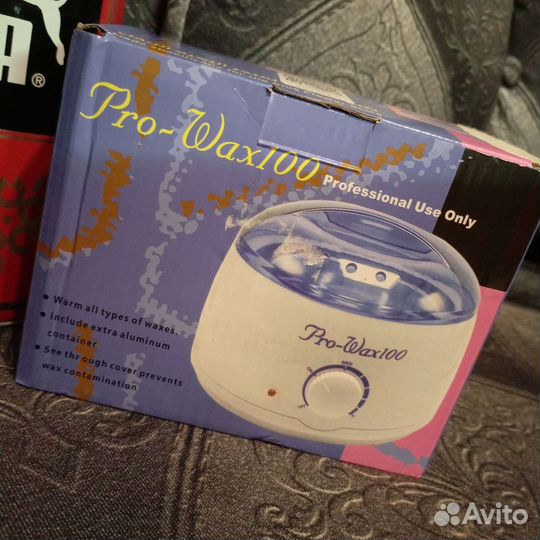 A®
Pro-Wax100
Professional Use Only
• Warm all types of waxes.
• Include extra aluminum
container
• See through cover prevents
wax contamination
Pro-Wax100
MED
Avito